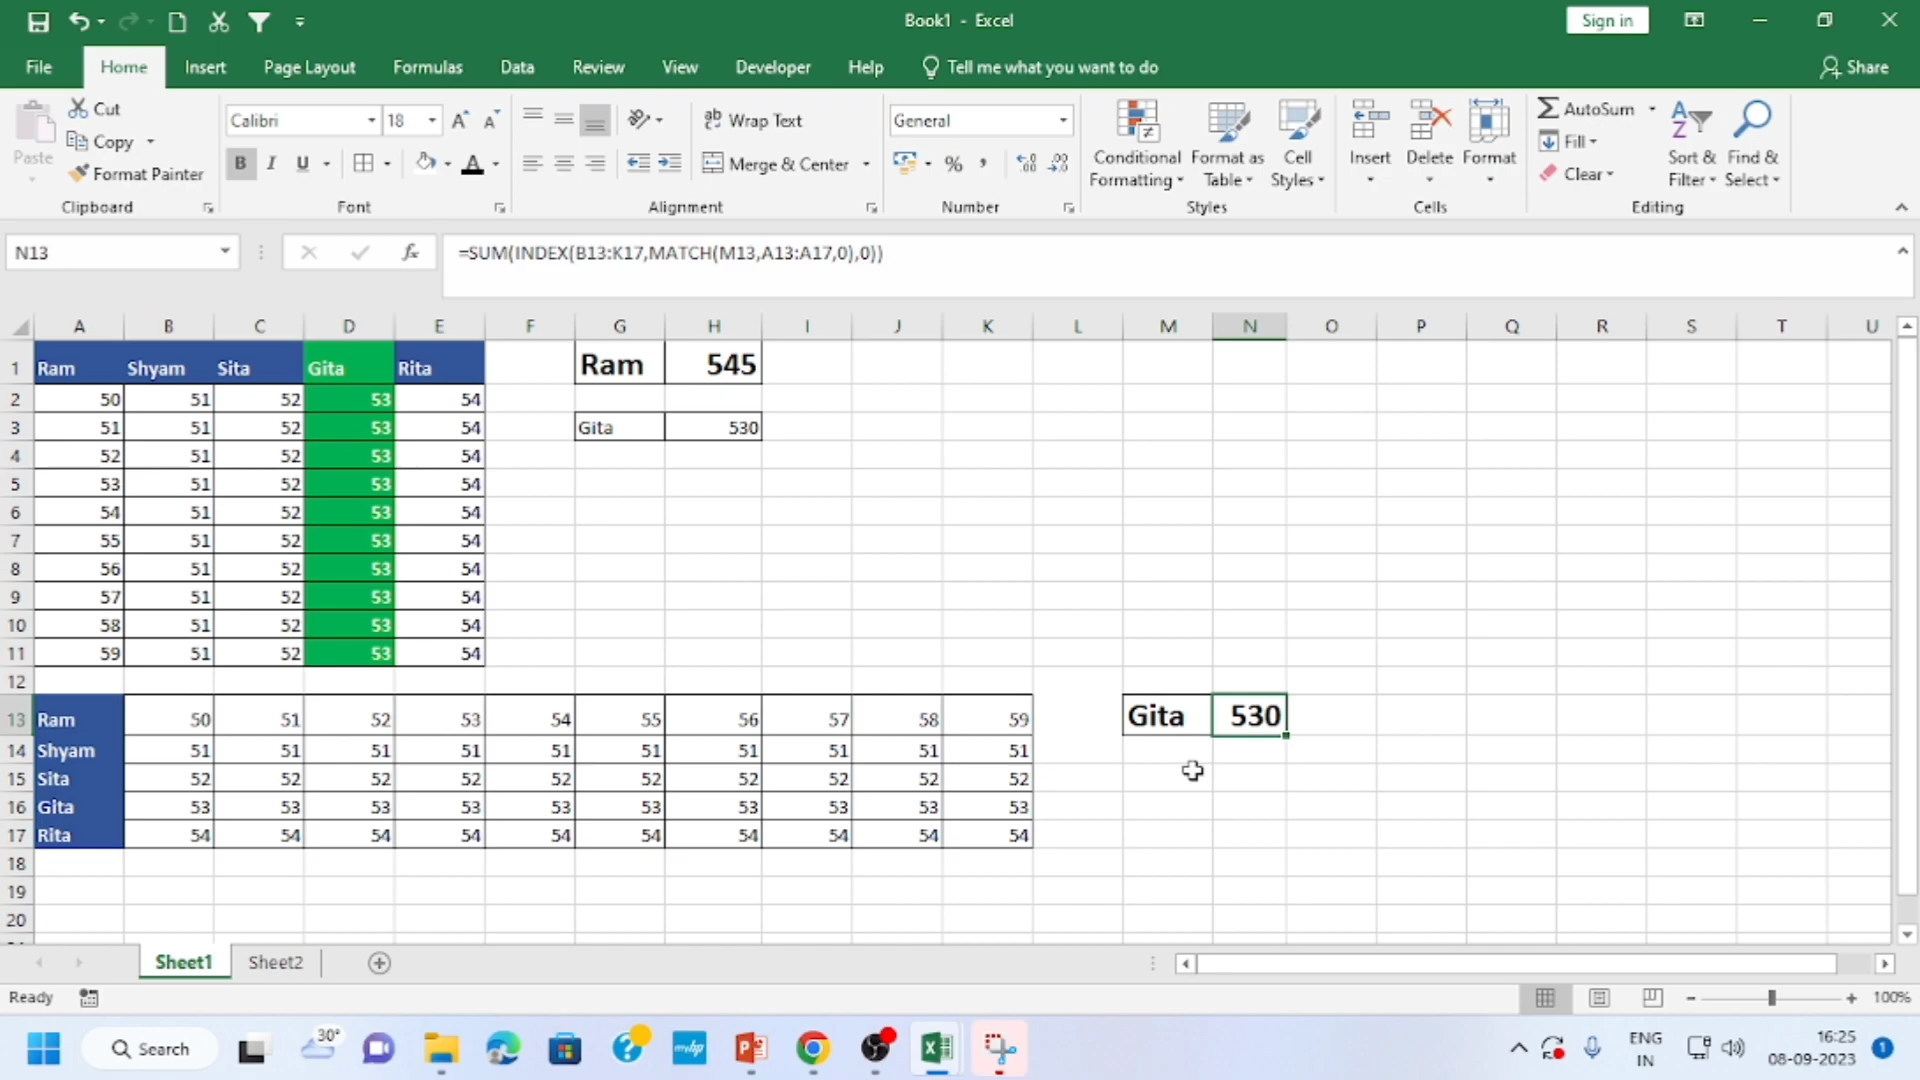 Book1 - Excel
Sign in
File Home Insert Page Layout Formulas Data Review View Developer Help Tell me what you want to do Share
Paste
Cut
Copy
Format Painter
Clipboard
Calibri 18
B I U
Font
Wrap Text
Merge & Center
Alignment
General
%
Number
Conditional Formatting
Format as Table
Cell Styles
Styles
Insert Delete Format
Cells
AutoSum
Fill
Clear
Sort & Filter
Find & Select
Editing
N13 fx =SUM(INDEX(B13:K17,MATCH(M13,A13:A17,0),0))
A B C D E F G H I J K L M N O P Q R S T U
1 Ram Shyam Sita Gita Rita Ram 545
2 50 51 52 53 54
3 51 51 52 53 54 Gita 530
4 52 51 52 53 54
5 53 51 52 53 54
6 54 51 52 53 54
7 55 51 52 53 54
8 56 51 52 53 54
9 57 51 52 53 54
10 58 51 52 53 54
11 59 51 52 53 54
12
13 Ram 50 51 52 53 54 55 56 57 58 59 Gita 530
14 Shyam 51 51 51 51 51 51 51 51 51 51
15 Sita 52 52 52 52 52 52 52 52 52 52
16 Gita 53 53 53 53 53 53 53 53 53 53
17 Rita 54 54 54 54 54 54 54 54 54 54
18
19
20
Sheet1 Sheet2
Ready 100%
30°
Search
ENG
IN
16:25
08-09-2023
1